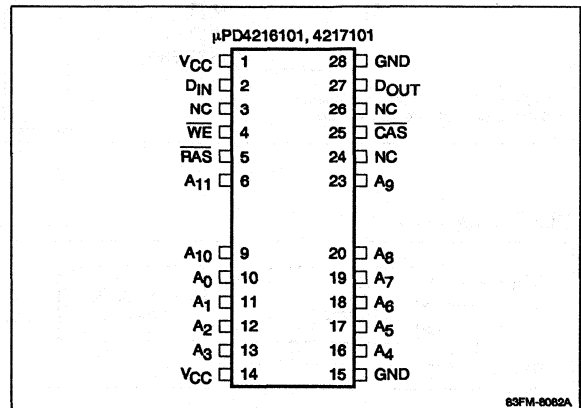 μPD4216101, 4217101
VCC 1 28 GND
DIN 2 27 DOUT
NC 3 26 NC
WE 4 25 CAS
RAS 5 24 NC
A11 6 23 A9
A10 9 20 A8
A0 10 19 A7
A1 11 18 A6
A2 12 17 A5
A3 13 16 A4
VCC 14 15 GND
83FM-8082A